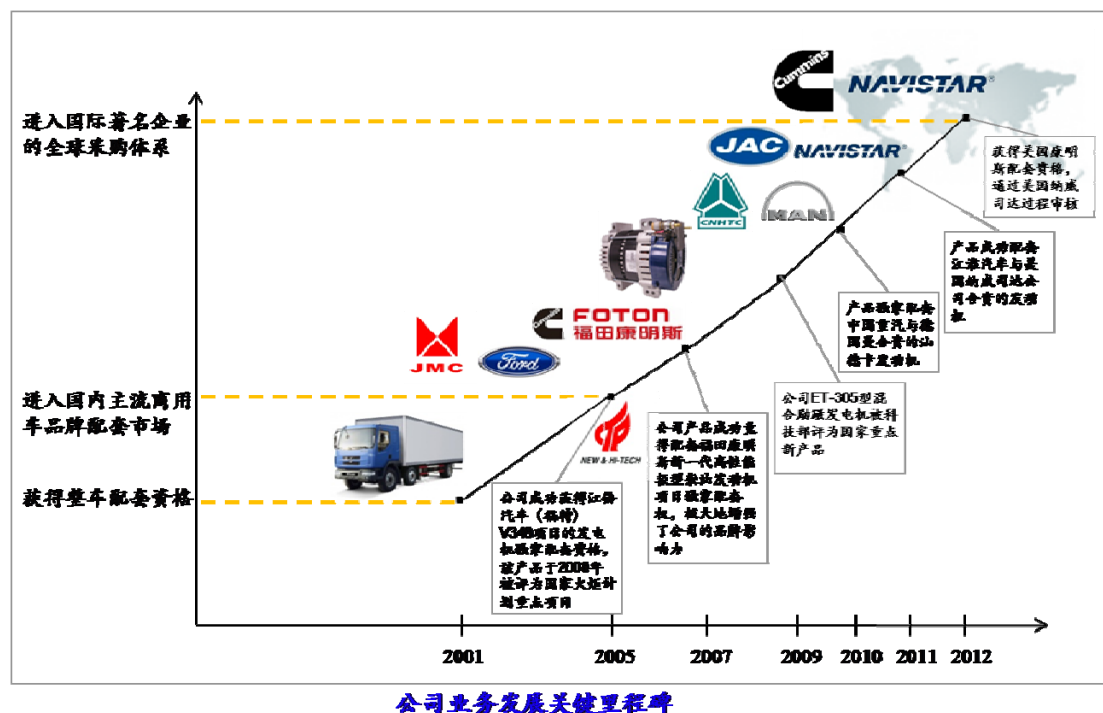 Cummins
NAVISTAR®
进入国际著名企业
的全球采购体系
JAC
NAVISTAR®
获得美国康明
斯配套资格，
通过美国纳威
司达过程审核
CNHTC
MAN
产品成功配套
江淮汽车与美
国纳威司达公
司合资的发动
机
产品独家配套
中国重汽与德
国曼合资的汕
德卡发动机
FOTON
福田康明斯
JMC
Ford
进入国内主流商用
车品牌配套市场
公司ET-305型混
合励磁发电机被科
技部评为国家重点
新产品
NEW & HI-TECH
公司产品成功赢
得配套福田康明
斯新一代高性能
轻型柴油发动机
项目独家配套
权，极大地增强
了公司的品牌影
响力
获得整车配套资格
公司成功获得江铃
汽车（福特）
V348项目的发电
机独家配套资格，
该产品于2008年
被评为国家火炬计
划重点项目
2001
2005
2007
2009
2010
2011
2012
公司业务发展关键里程碑